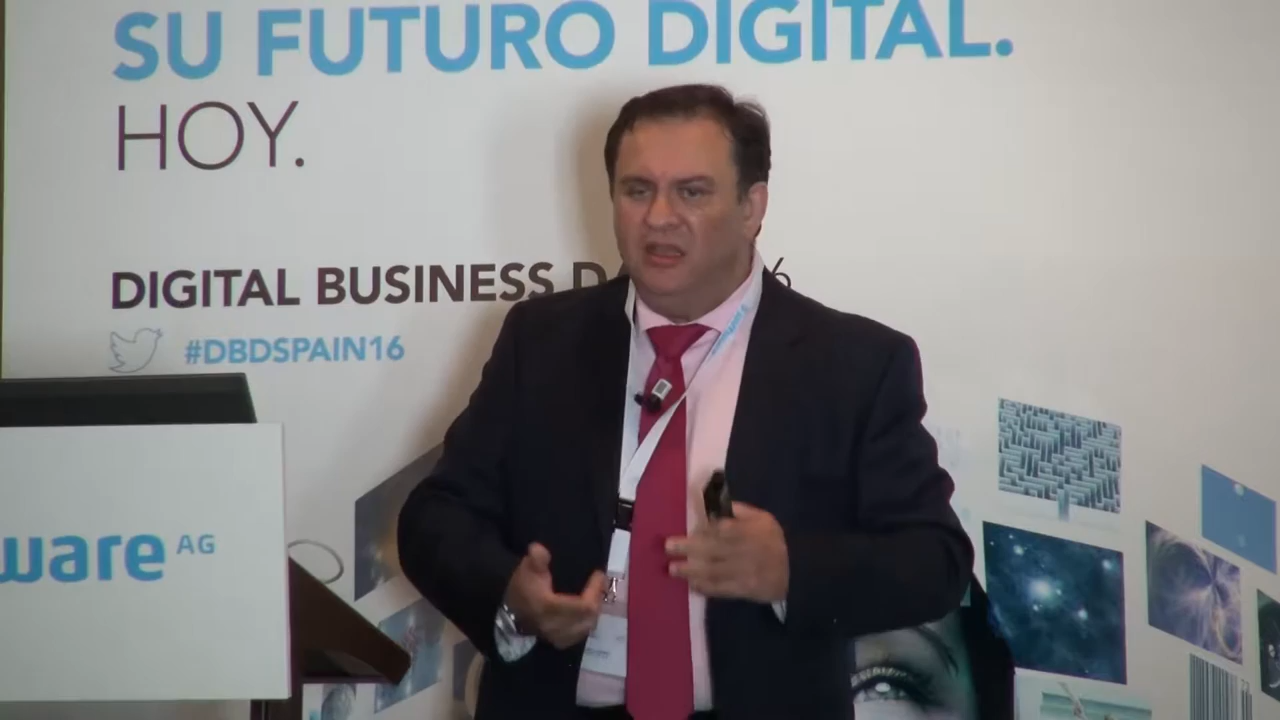 SU FUTURO DIGITAL.
HOY.
DIGITAL BUSINESS
#DBDSPAIN16
ware AG